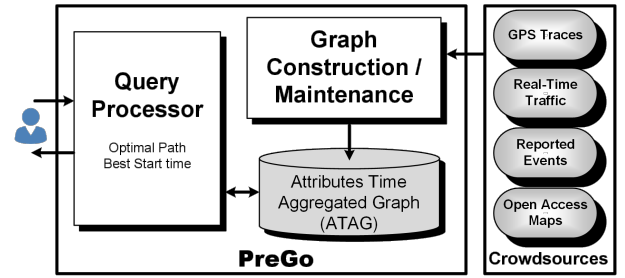 Query
Processor
Optimal Path
Best Start time
Graph
Construction /
Maintenance
Attributes Time
Aggregated Graph
(ATAG)
PreGo
GPS Traces
Real-Time
Traffic
Reported
Events
Open Access
Maps
Crowdsources